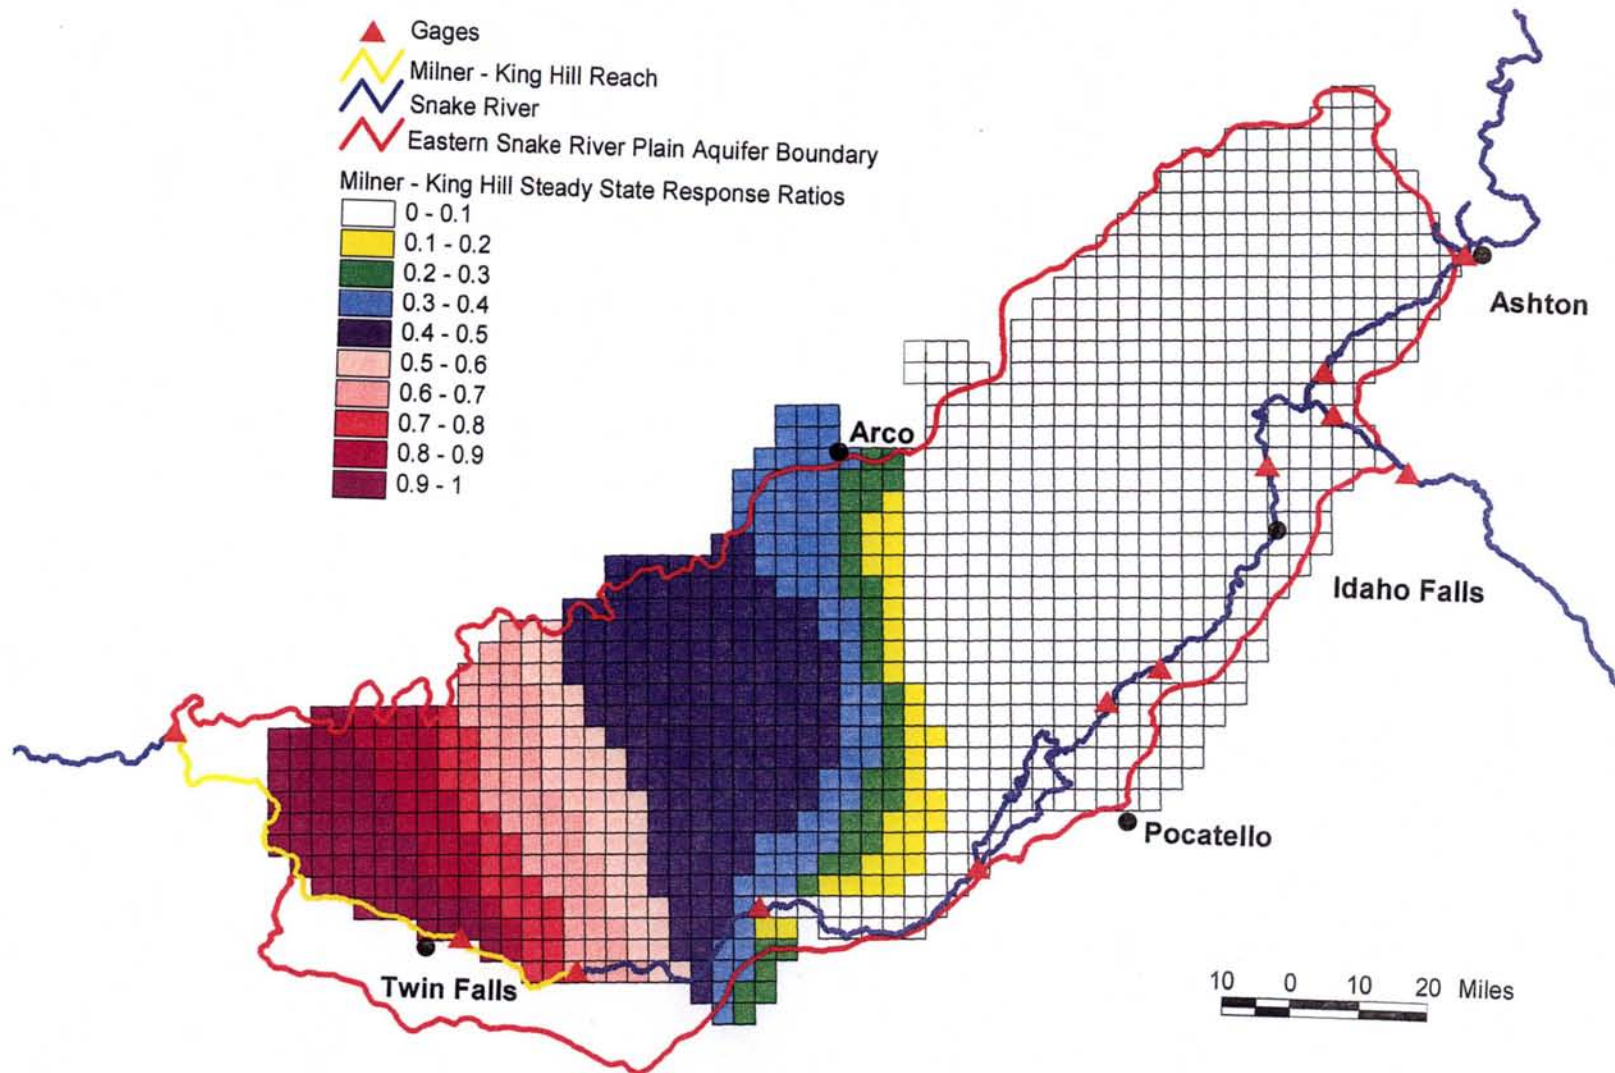 Gages
Milner - King Hill Reach
Snake River
Eastern Snake River Plain Aquifer Boundary
Milner - King Hill Steady State Response Ratios
0 - 0.1
0.1 - 0.2
0.2 - 0.3
0.3 - 0.4
0.4 - 0.5
0.5 - 0.6
0.6 - 0.7
0.7 - 0.8
0.8 - 0.9
0.9 - 1
Ashton
Arco
Idaho Falls
Pocatello
Twin Falls
10 0 10 20 Miles